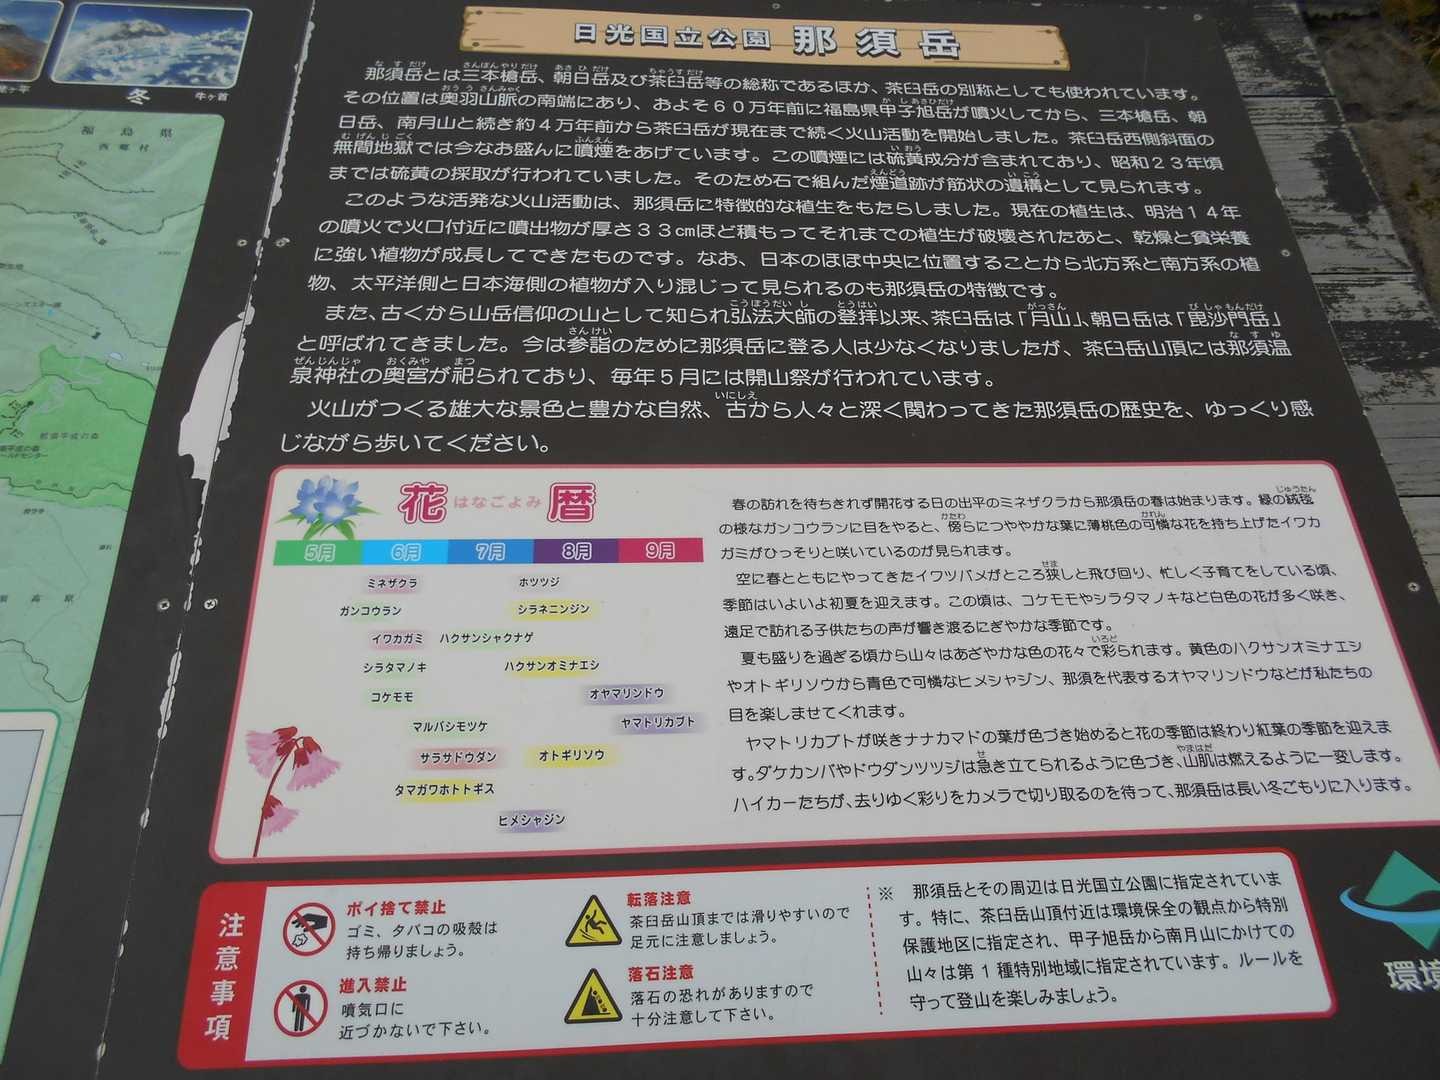 冬
牛ヶ首
福島県
西郷村
日光国立公園 那須岳
那須岳とは三本槍岳、朝日岳及び茶臼岳等の総称であるほか、茶臼岳の別称としても使われています。
その位置は奥羽山脈の南端にあり、およそ６０万年前に福島県甲子旭岳が噴火してから、三本槍岳、朝
日岳、南月山と続き約４万年前から茶臼岳が現在まで続く火山活動を開始しました。茶臼岳西側斜面の
無間地獄では今なお盛んに噴煙をあげています。この噴煙には硫黄成分が含まれており、昭和２３年頃
までは硫黄の採取が行われていました。そのため石で組んだ煙道跡が筋状の遺構として見られます。
このような活発な火山活動は、那須岳に特徴的な植生をもたらしました。現在の植生は、明治１４年
の噴火で火口付近に噴出物が厚さ３３㎝ほど積もってそれまでの植生が破壊されたあと、乾燥と貧栄養
に強い植物が成長してできたものです。なお、日本のほぼ中央に位置することから北方系と南方系の植
物、太平洋側と日本海側の植物が入り混じって見られるのも那須岳の特徴です。
また、古くから山岳信仰の山として知られ弘法大師の登拝以来、茶臼岳は「月山」、朝日岳は「毘沙門岳」
と呼ばれてきました。今は参詣のために那須岳に登る人は少なくなりましたが、茶臼岳山頂には那須温
泉神社の奥宮が祀られており、毎年５月には開山祭が行われています。
火山がつくる雄大な景色と豊かな自然、古から人々と深く関わってきた那須岳の歴史を、ゆっくり感
じながら歩いてください。
花 はなごよみ 暦
5月 6月 7月 8月 9月
ミネザクラ ホツツジ
ガンコウラン シラネニンジン
イワカガミ ハクサンシャクナゲ
シラタマノキ ハクサンオミナエシ
コケモモ オヤマリンドウ
マルバシモツケ ヤマトリカブト
サラサドウダン オトギリソウ
タマガワホトトギス
ヒメシャジン
春の訪れを待ちきれず開花する日の出平のミネザクラから那須岳の春は始まります。緑の絨毯
の様なガンコウランに目をやると、傍らにつややかな葉に薄桃色の可憐な花を持ち上げたイワカ
ガミがひっそりと咲いているのが見られます。
空に春とともにやってきたイワツバメがところ狭しと飛び回り、忙しく子育てをしている頃、
季節はいよいよ初夏を迎えます。この頃は、コケモモやシラタマノキなど白色の花が多く咲き、
遠足で訪れる子供たちの声が響き渡るにぎやかな季節です。
夏も盛りを過ぎる頃から山々はあざやかな色の花々で彩られます。黄色のハクサンオミナエシ
やオトギリソウから青色で可憐なヒメシャジン、那須を代表するオヤマリンドウなどが私たちの
目を楽しませてくれます。
ヤマトリカブトが咲きナナカマドの葉が色づき始めると花の季節は終わり紅葉の季節を迎えま
す。ダケカンバやドウダンツツジは急き立てられるように色づき、山肌は燃えるように一変します。
ハイカーたちが、去りゆく彩りをカメラで切り取るのを待って、那須岳は長い冬ごもりに入ります。
注意事項
ポイ捨て禁止
ゴミ、タバコの吸殻は
持ち帰りましょう。
進入禁止
噴気口に
近づかないで下さい。
転落注意
茶臼岳山頂までは滑りやすいので
足元に注意しましょう。
落石注意
落石の恐れがありますので
十分注意して下さい。
※ 那須岳とその周辺は日光国立公園に指定されていま
す。特に、茶臼岳山頂付近は環境保全の観点から特別
保護地区に指定され、甲子旭岳から南月山にかけての
山々は第１種特別地域に指定されています。ルールを
守って登山を楽しみましょう。
環境